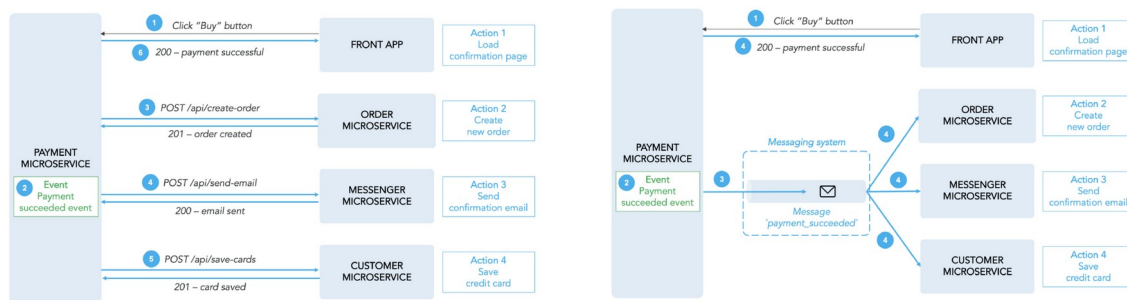 1
Click "Buy" button
6
200 – payment successful
FRONT APP
Action 1
Load
confirmation page
3
POST /api/create-order
201 – order created
ORDER
MICROSERVICE
Action 2
Create
new order
PAYMENT
MICROSERVICE
2
Event
Payment
succeeded event
4
POST /api/send-email
200 – email sent
MESSENGER
MICROSERVICE
Action 3
Send
confirmation email
5
POST /api/save-cards
201 – card saved
CUSTOMER
MICROSERVICE
Action 4
Save
credit card
1
Click "Buy" button
4
200 – payment successful
FRONT APP
Action 1
Load
confirmation page
PAYMENT
MICROSERVICE
2
Event
Payment
succeeded event
3
Messaging system
Message
'payment_succeeded'
4
ORDER
MICROSERVICE
Action 2
Create
new order
4
MESSENGER
MICROSERVICE
Action 3
Send
confirmation email
4
CUSTOMER
MICROSERVICE
Action 4
Save
credit card